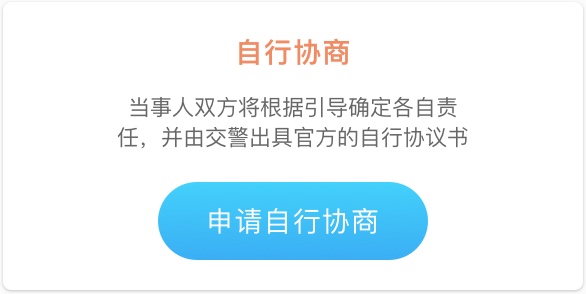 自行协商
当事人双方将根据引导确定各自责
任，并由交警出具官方的自行协议书
申请自行协商